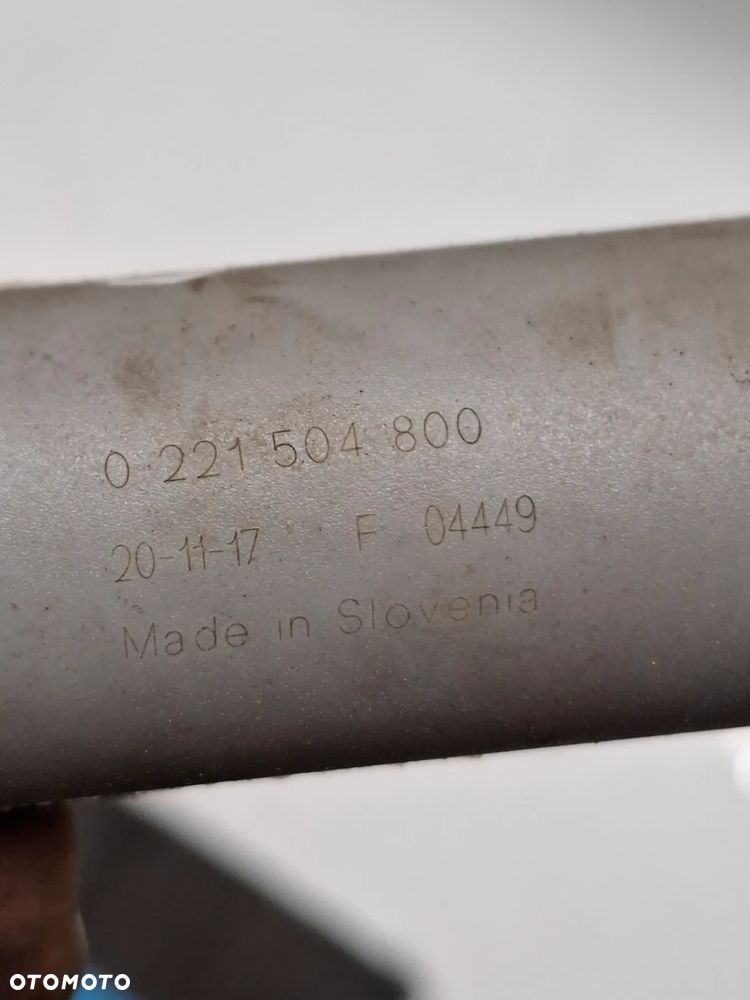 0 221 504 800
20-11-17 F 04449
Made in Slovenia
OTOMOTO